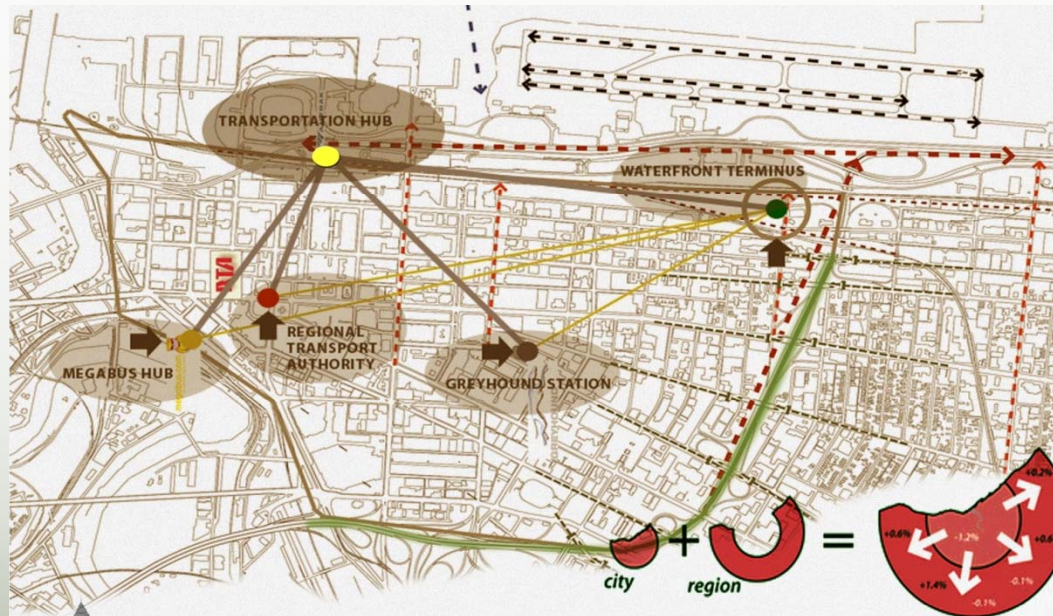 TRANSPORTATION HUB
WATERFRONT TERMINUS
RTA
REGIONAL
TRANSPORT
AUTHORITY
MEGABUS HUB
GREYHOUND STATION
city
+
region
=
+0.2%
+0.6%
-1.2%
+0.6
+1.4%
-0.1%
-0.1%